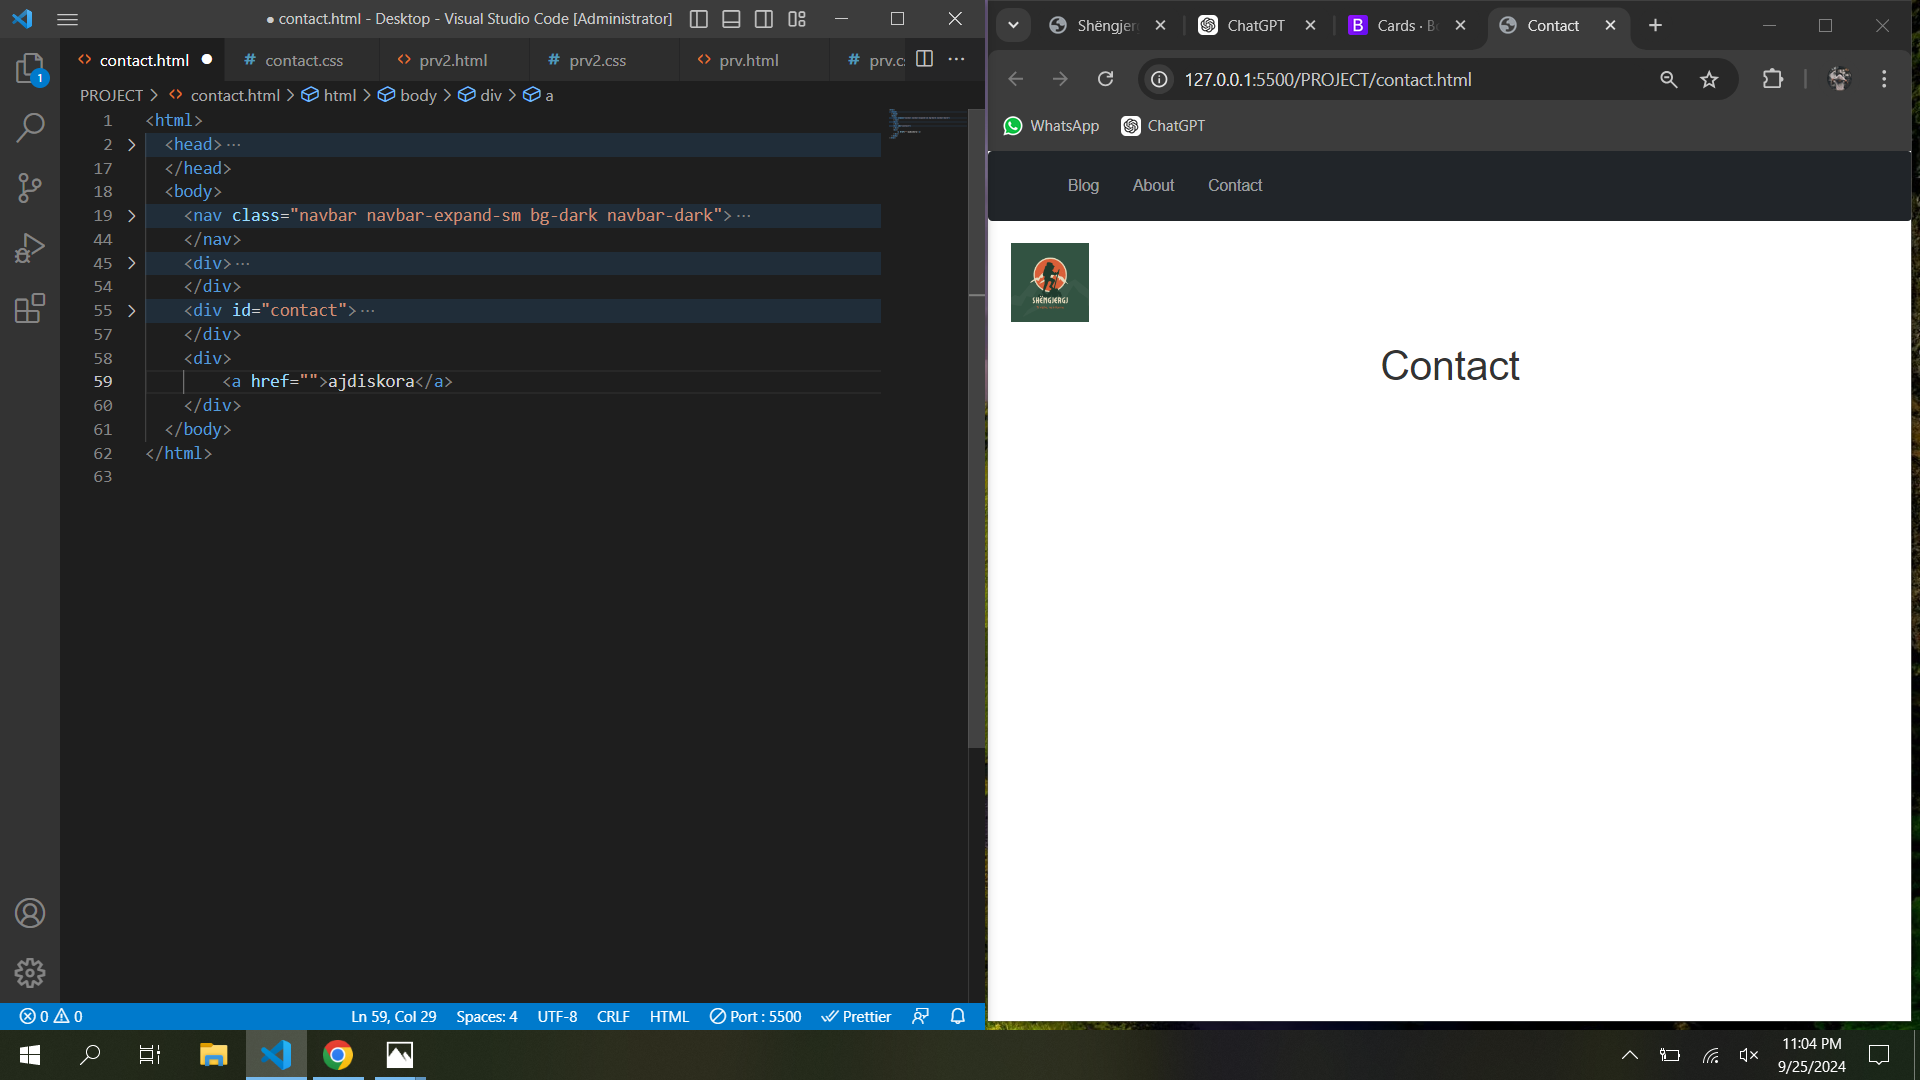 ● contact.html - Desktop - Visual Studio Code [Administrator]
contact.html
# contact.css
prv2.html
# prv2.css
prv.html
# prv.c
1
PROJECT > contact.html > html > body > div > a
1 <html>
2 <head>···
17 </head>
18 <body>
19 <nav class="navbar navbar-expand-sm bg-dark navbar-dark">···
44 </nav>
45 <div>···
54 </div>
55 <div id="contact">···
57 </div>
58 <div>
59 <a href="">ajdiskora</a>
60 </div>
61 </body>
62 </html>
63
0 0 Ln 59, Col 29 Spaces: 4 UTF-8 CRLF HTML Port : 5500 Prettier
Shëngjer
ChatGPT
B Cards · B
Contact
127.0.0.1:5500/PROJECT/contact.html
WhatsApp ChatGPT
Blog About Contact
SHËNGJERGJ
Contact
11:04 PM
9/25/2024